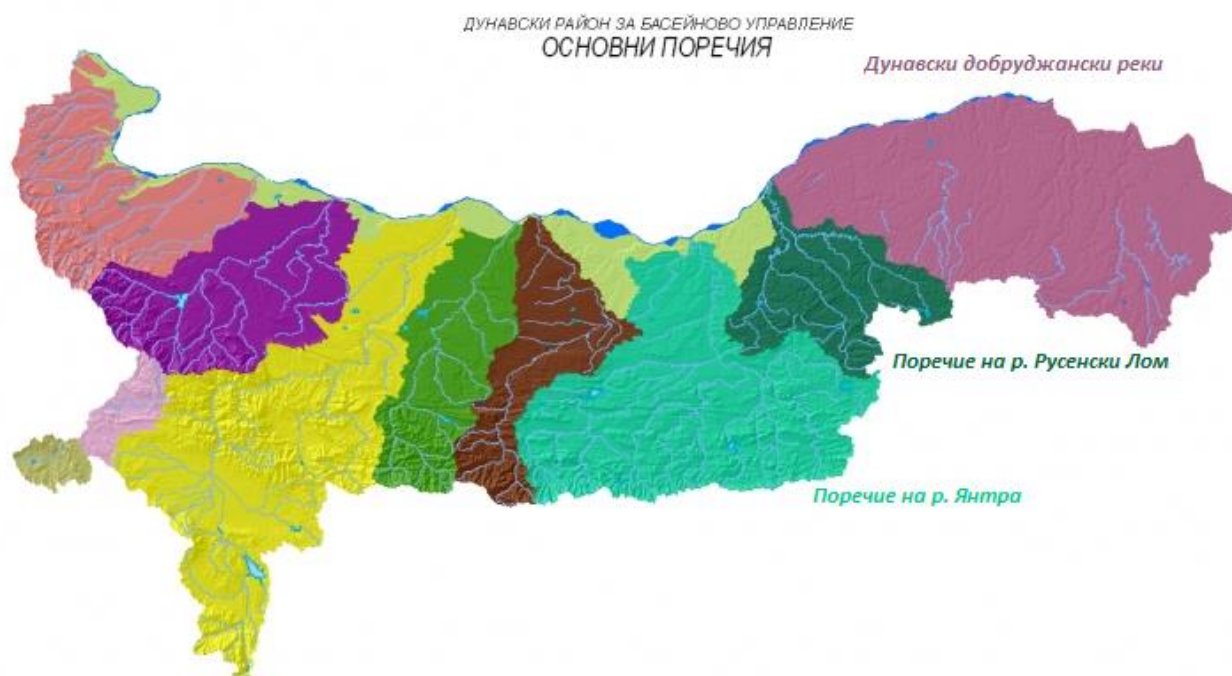 ДУНАВСКИ РАЙОН ЗА БАСЕЙНОВО УПРАВЛЕНИЕ
ОСНОВНИ ПОРЕЧИЯ
Дунавски добруджански реки
Поречие на р. Русенски Лом
Поречие на р. Янтра